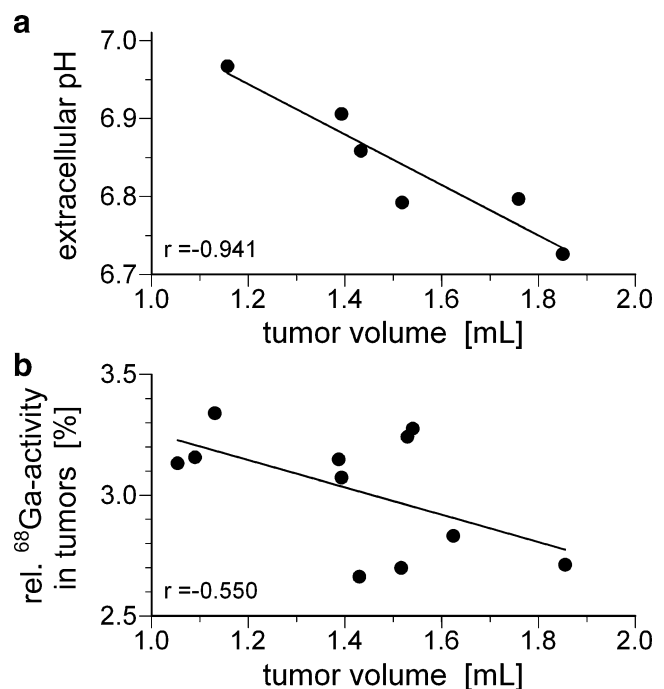 a
extracellular pH
7.0
6.9
6.8
6.7
r =-0.941
1.0 1.2 1.4 1.6 1.8 2.0
tumor volume [mL]
b
rel. ⁶⁸Ga-activity
in tumors [%]
3.5
3.0
2.5
r =-0.550
1.0 1.2 1.4 1.6 1.8 2.0
tumor volume [mL]